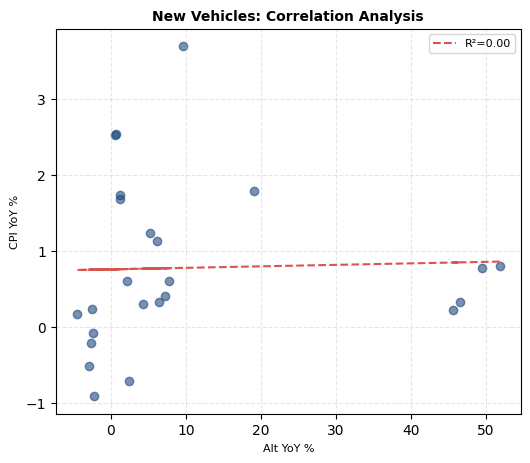 New Vehicles: Correlation Analysis
R²=0.00
CPI YoY %
3
2
1
0
−1
0 10 20 30 40 50
Alt YoY %